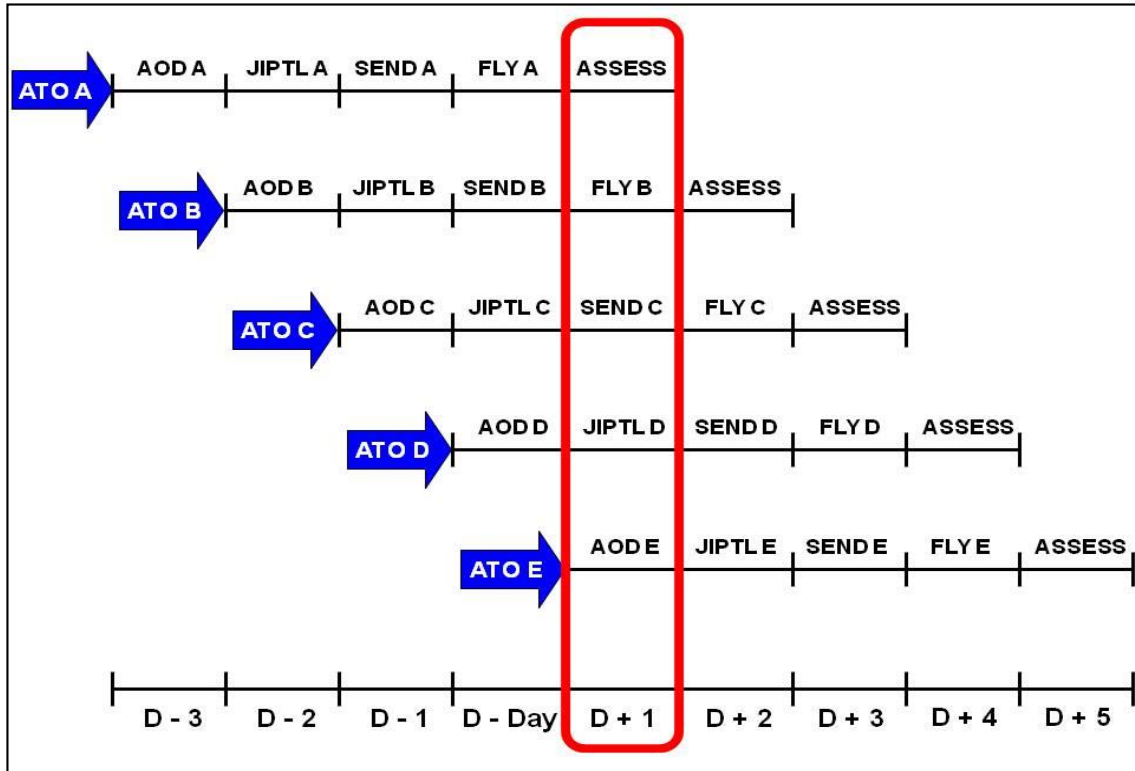 AOD A JIPTL A SEND A FLY A ASSESS
ATO A
AOD B JIPTL B SEND B FLY B ASSESS
ATO B
AOD C JIPTL C SEND C FLY C ASSESS
ATO C
AOD D JIPTL D SEND D FLY D ASSESS
ATO D
AOD E JIPTL E SEND E FLY E ASSESS
ATO E
D - 3 D - 2 D - 1 D - Day D + 1 D + 2 D + 3 D + 4 D + 5